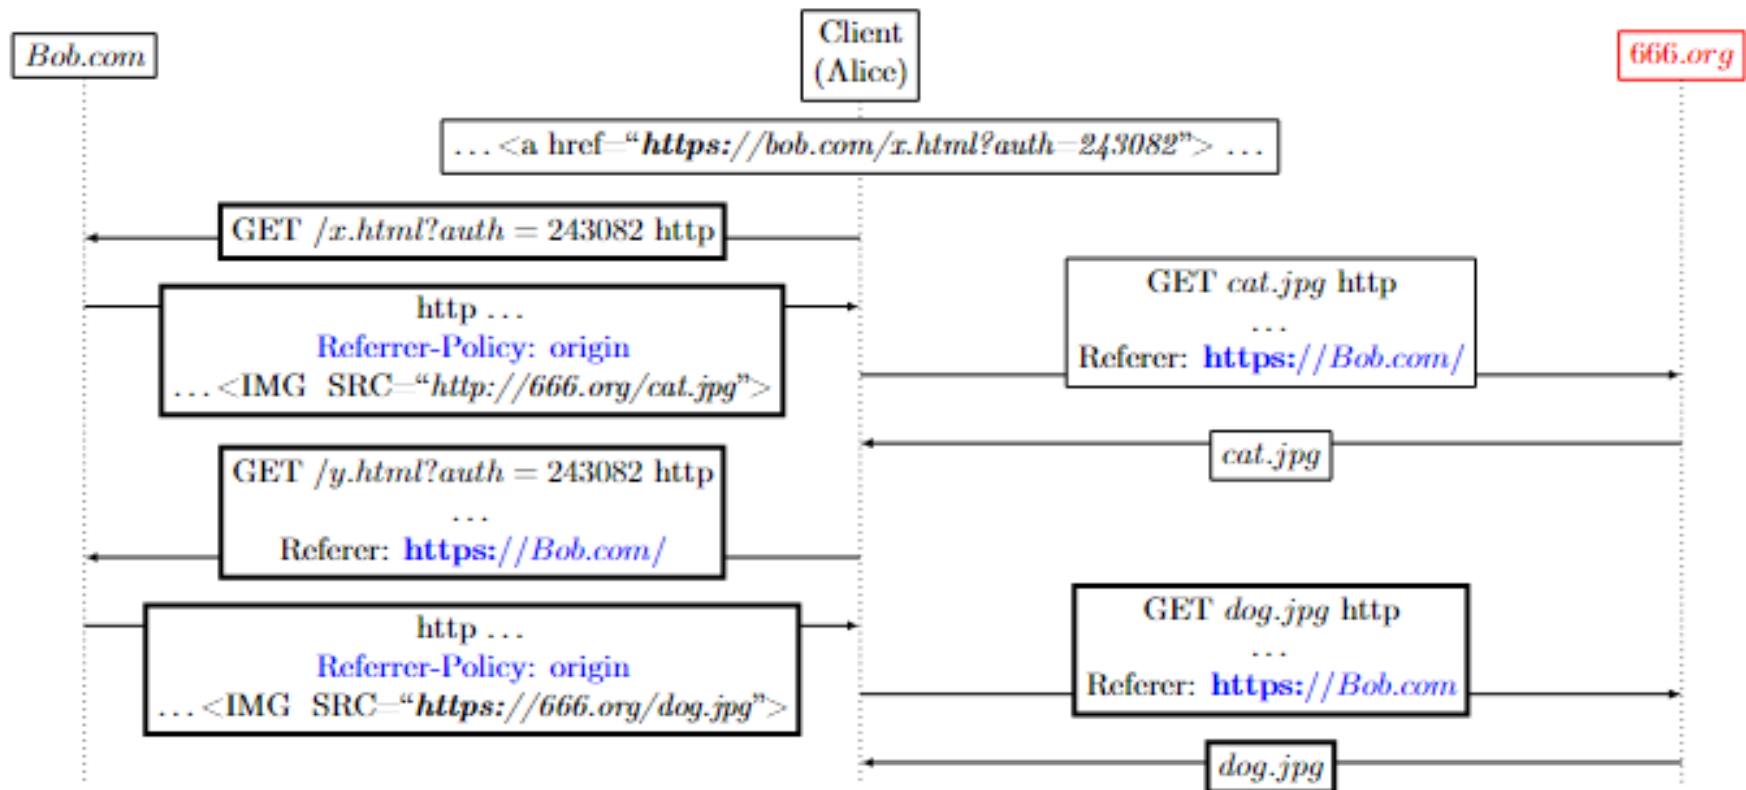 Bob.com
Client
(Alice)
666.org
...<a href="https://bob.com/x.html?auth=243082"> ...
GET /x.html?auth = 243082 http
http ...
Referrer-Policy: origin
...<IMG SRC="http://666.org/cat.jpg">
GET cat.jpg http
...
Referer: https://Bob.com/
cat.jpg
GET /y.html?auth = 243082 http
...
Referer: https://Bob.com/
http ...
Referrer-Policy: origin
...<IMG SRC="https://666.org/dog.jpg">
GET dog.jpg http
...
Referer: https://Bob.com
dog.jpg